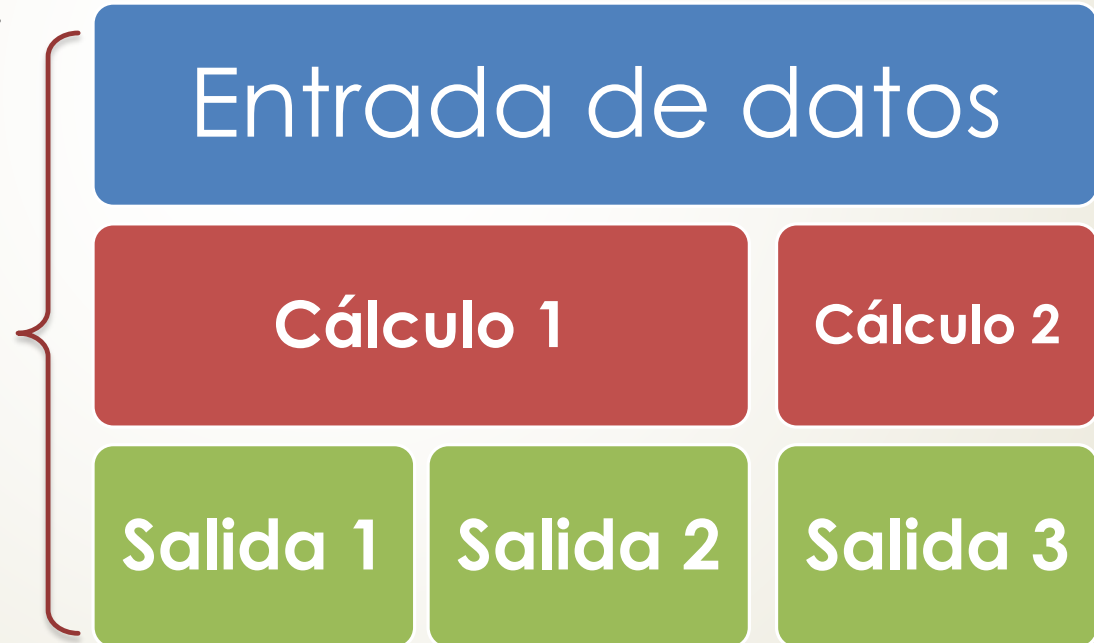 Entrada de datos
Cálculo 1
Cálculo 2
Salida 1
Salida 2
Salida 3